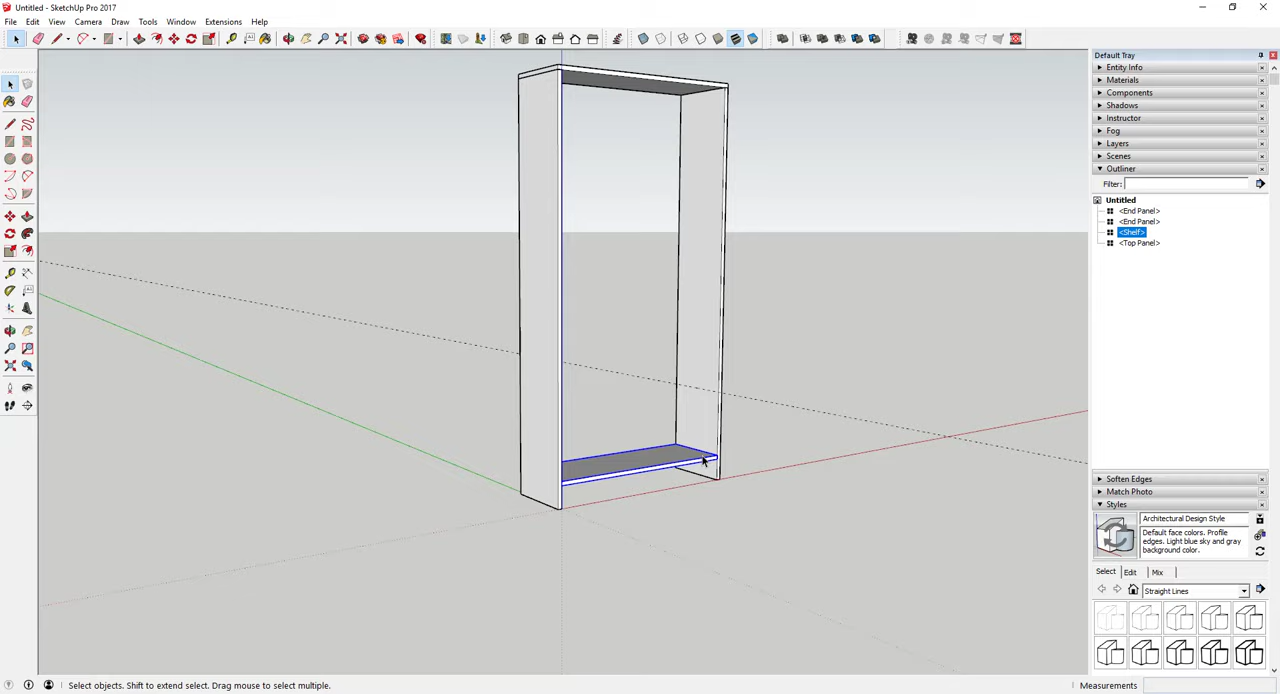 Untitled - SketchUp Pro 2017
File Edit View Camera Draw Tools Window Extensions Help
Default Tray
Entity Info
Materials
Components
Shadows
Instructor
Fog
Layers
Scenes
Outliner
Filter:
Untitled
<End Panel>
<End Panel>
<Shelf>
<Top Panel>
Soften Edges
Match Photo
Styles
Architectural Design Style
Default face colors. Profile
edges. Light blue sky and gray
background color.
Select Edit Mix
Straight Lines
Select objects. Shift to extend select. Drag mouse to select multiple.
Measurements